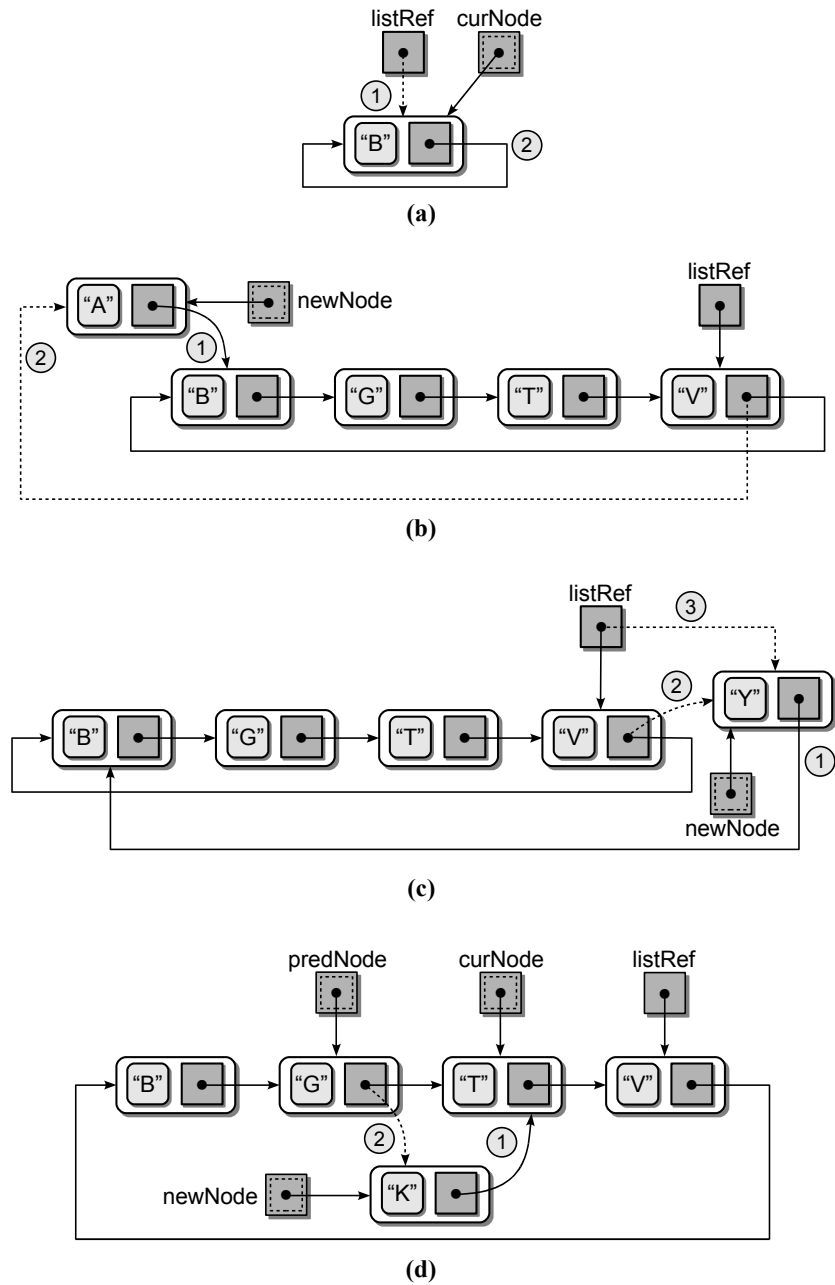 listRef curNode
1
“B” 2
(a)
listRef
“A” newNode
2 1
“B” “G” “T” “V”
(b)
listRef
3
2 “Y”
“B” “G” “T” “V” 1
newNode
(c)
predNode curNode listRef
“B” “G” “T” “V”
2 1
newNode “K”
(d)